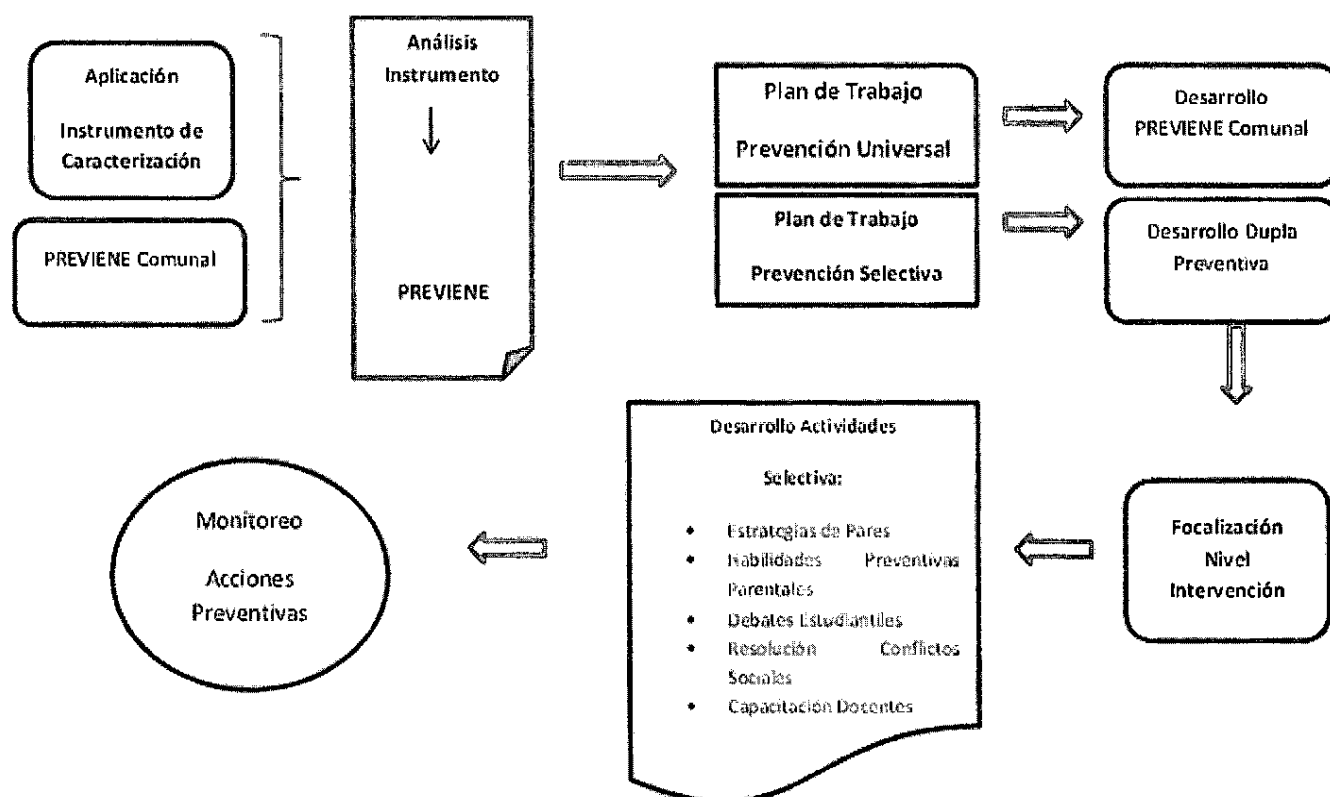 Aplicación
Instrumento de
Caracterización
PREVIENE Comunal
Análisis
Instrumento
PREVIENE
Plan de Trabajo
Prevención Universal
Plan de Trabajo
Prevención Selectiva
Desarrollo
PREVIENE Comunal
Desarrollo Dupla
Preventiva
Focalización
Nivel
Intervención
Desarrollo Actividades
Selectiva:
• Estrategias de Pares
• Habilidades Preventivas
Parentales
• Debates Estudiantiles
• Resolución Conflictos
Sociales
• Capacitación Docentes
Monitoreo
Acciones
Preventivas